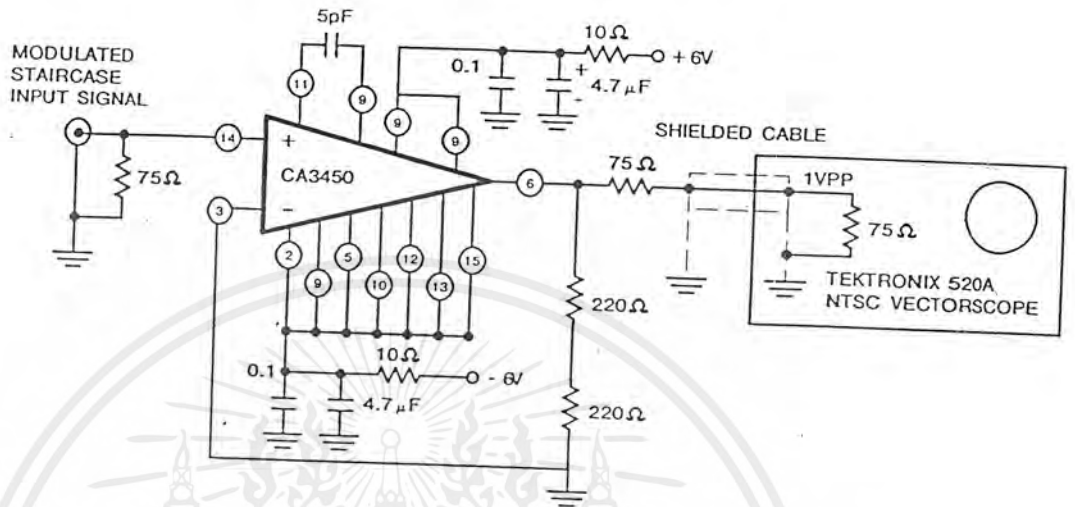 5pF
10Ω
+ 6V
MODULATED
STAIRCASE
INPUT SIGNAL
11
9
0.1
+
4.7μF
-
9
9
SHIELDED CABLE
14
+
CA3450
75Ω
6
75Ω
1VPP
75Ω
3
-
2
9
5
10
12
13
15
220Ω
TEKTRONIX 520A
NTSC VECTORSCOPE
10Ω
0.1
- 6V
4.7μF
220Ω